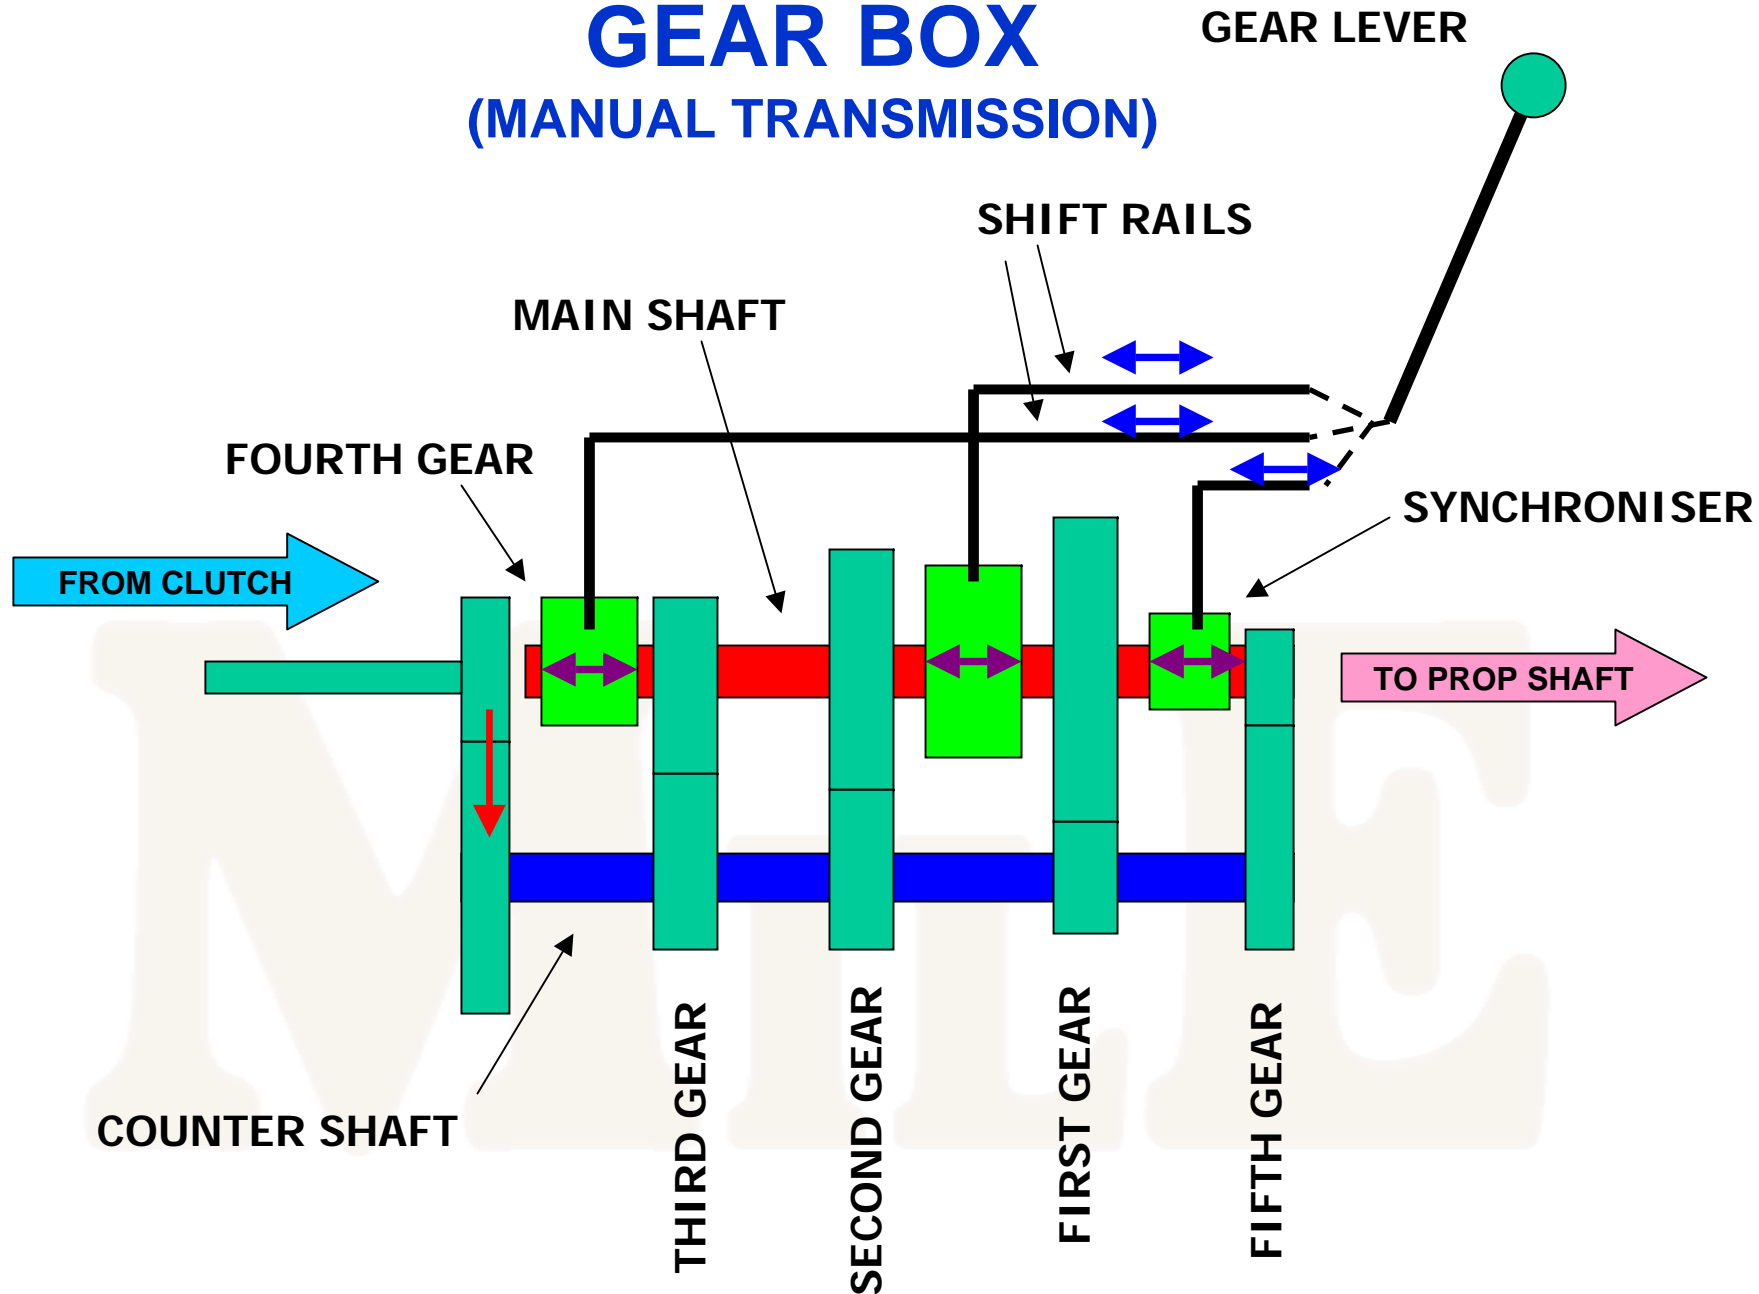 GEAR BOX
(MANUAL TRANSMISSION)
GEAR LEVER
SHIFT RAILS
MAIN SHAFT
FOURTH GEAR
SYNCHRONISER
FROM CLUTCH
TO PROP SHAFT
COUNTER SHAFT
THIRD GEAR
SECOND GEAR
FIRST GEAR
FIFTH GEAR
MiLE